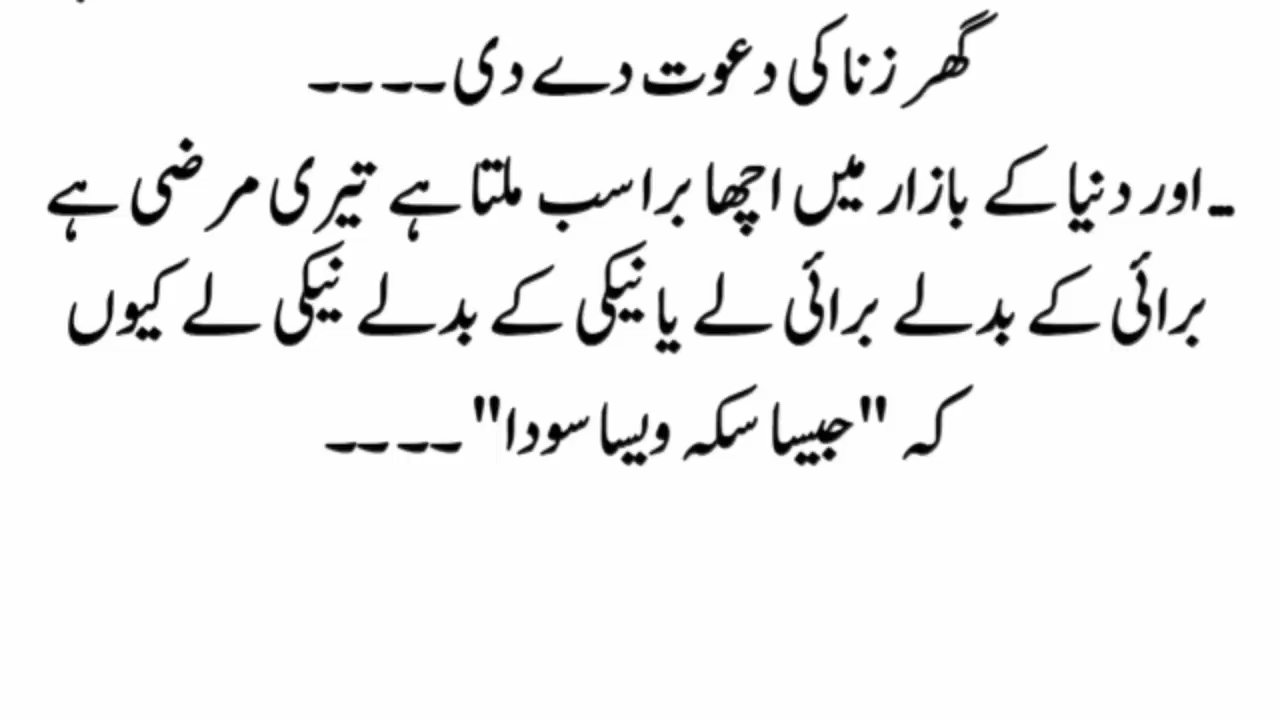 گھر زنا کی دعوت دے دی ۔۔۔۔
۔۔ اور دنیا کے بازار میں اچھا برا سب ملتا ہے تیری مرضی ہے
برائی کے بدلے برائی لے یا نیکی کے بدلے نیکی لے کیوں
کہ "جیسا سکہ ویسا سودا" ۔۔۔۔